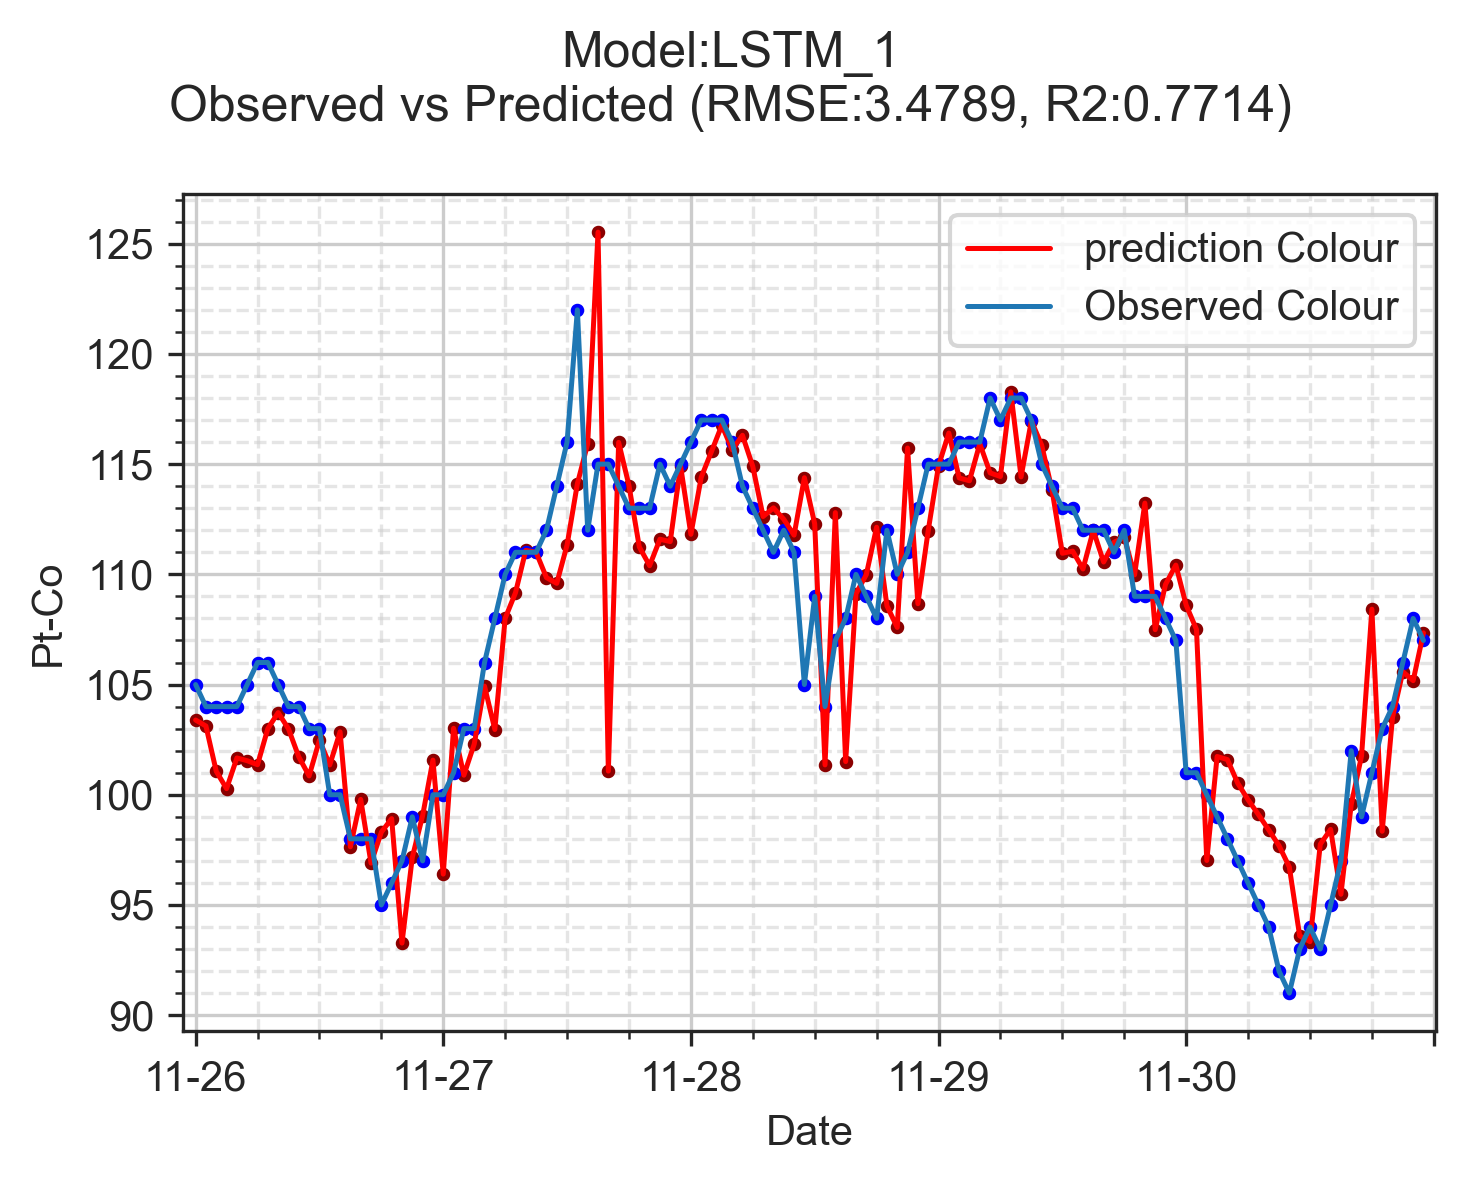 Model:LSTM_1
Observed vs Predicted (RMSE:3.4789, R2:0.7714)
prediction Colour
Observed Colour
125
120
115
110
105
100
95
90
Pt-Co
11-26
11-27
11-28
11-29
11-30
Date